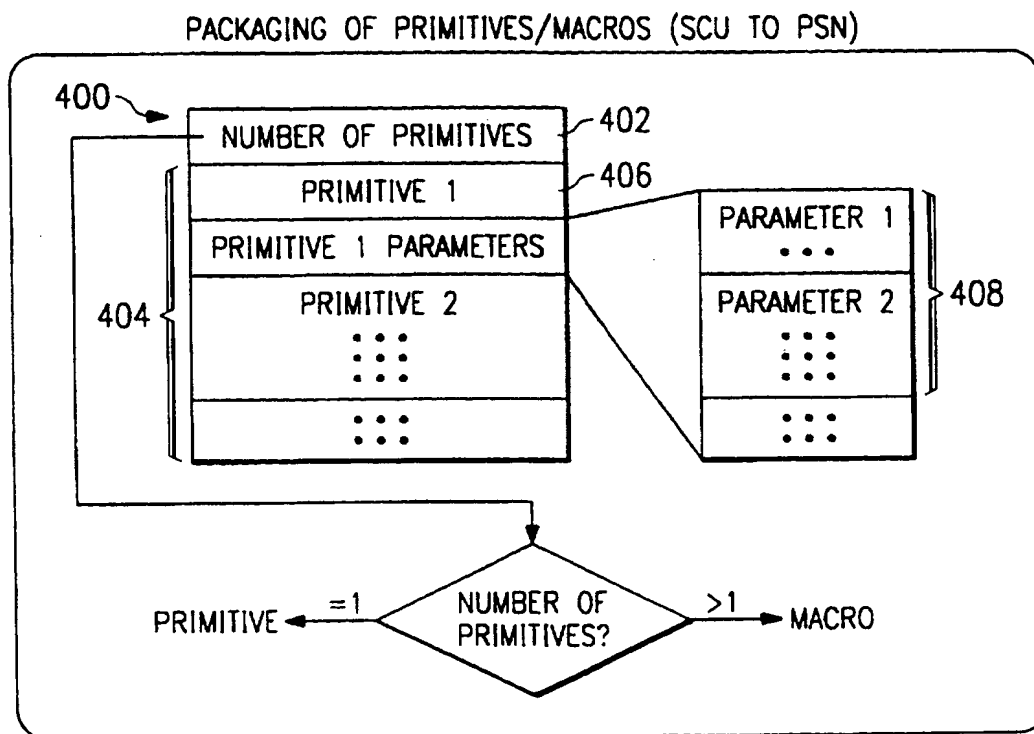 PACKAGING OF PRIMITIVES/MACROS (SCU TO PSN)
400
NUMBER OF PRIMITIVES
402
PRIMITIVE 1
406
PRIMITIVE 1 PARAMETERS
PRIMITIVE 2
404
PARAMETER 1
PARAMETER 2
408
NUMBER OF
PRIMITIVES?
=1
PRIMITIVE
>1
MACRO